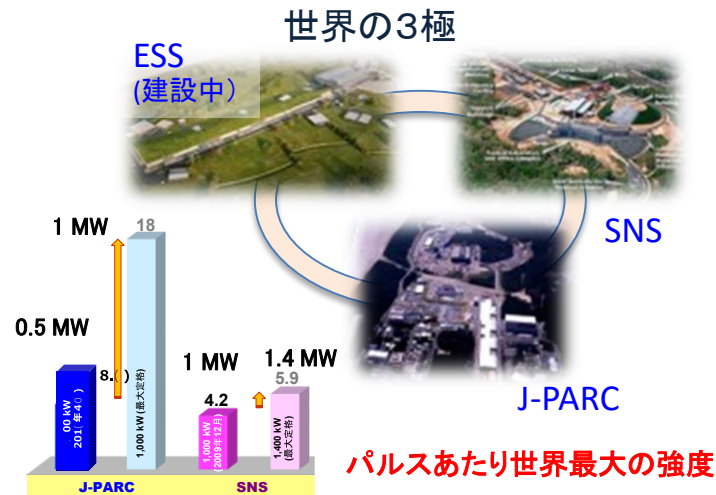 世界の3極
ESS
(建設中)
SNS
J-PARC
1 MW
18
0.5 MW
1,000 kW (最大定格)
1 MW
4.2
1,000 kW
(2009年12月)
1.4 MW
5.9
1,400 kW
(最大定格)
J-PARC
SNS
パルスあたり世界最大の強度